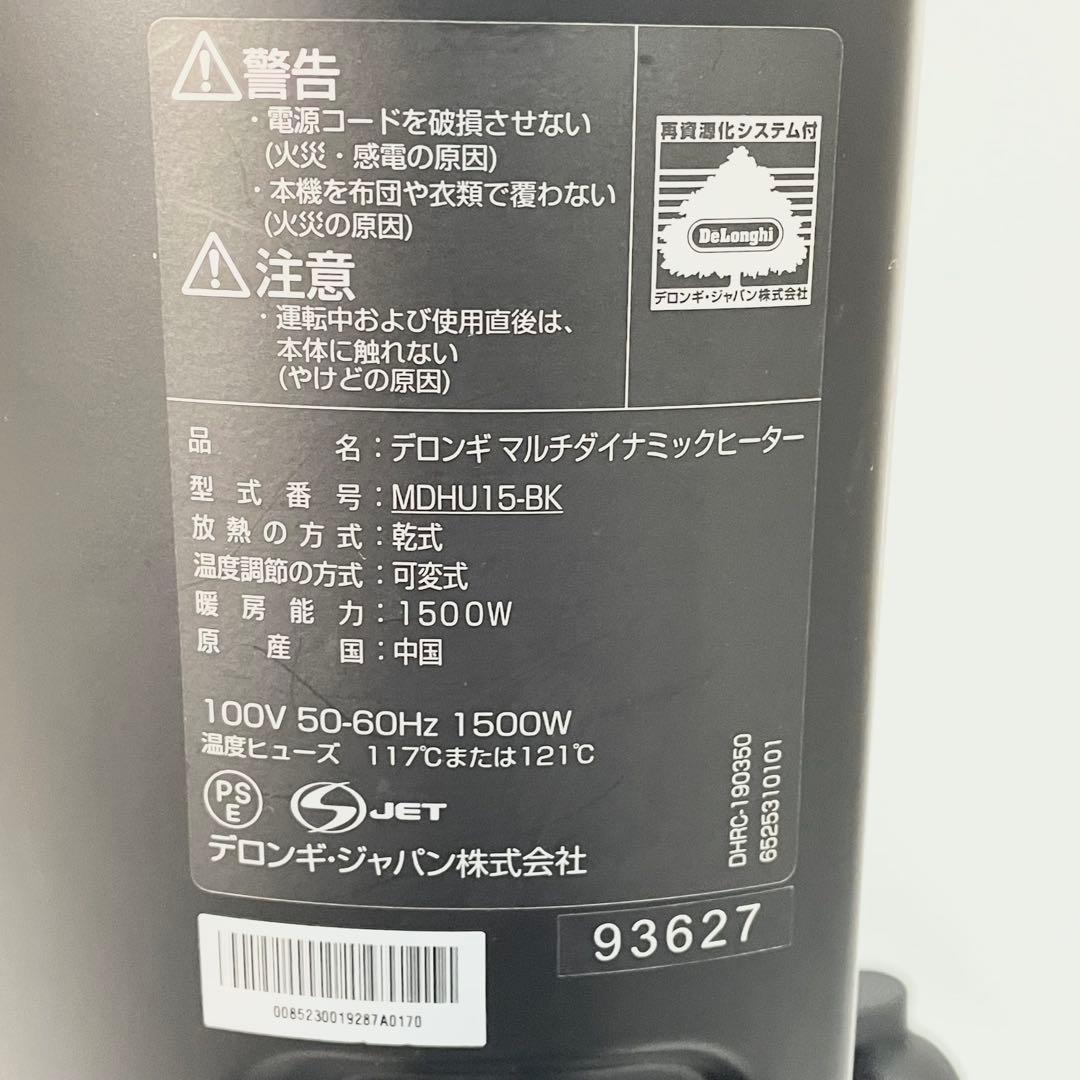 警告
・電源コードを破損させない
(火災・感電の原因)
・本機を布団や衣類で覆わない
(火災の原因)
注意
・運転中および使用直後は、
本体に触れない
(やけどの原因)
再資源化システム付
DeLonghi
デロンギ・ジャパン株式会社
品名：デロンギ マルチダイナミックヒーター
型式番号：MDHU15-BK
放熱の方式：乾式
温度調節の方式：可変式
暖房能力：1500W
原産国：中国
100V 50-60Hz 1500W
温度ヒューズ 117℃または121℃
PS
E
JET
デロンギ・ジャパン株式会社
DHRC-190350
6525310101
93627
0085230019287A0170